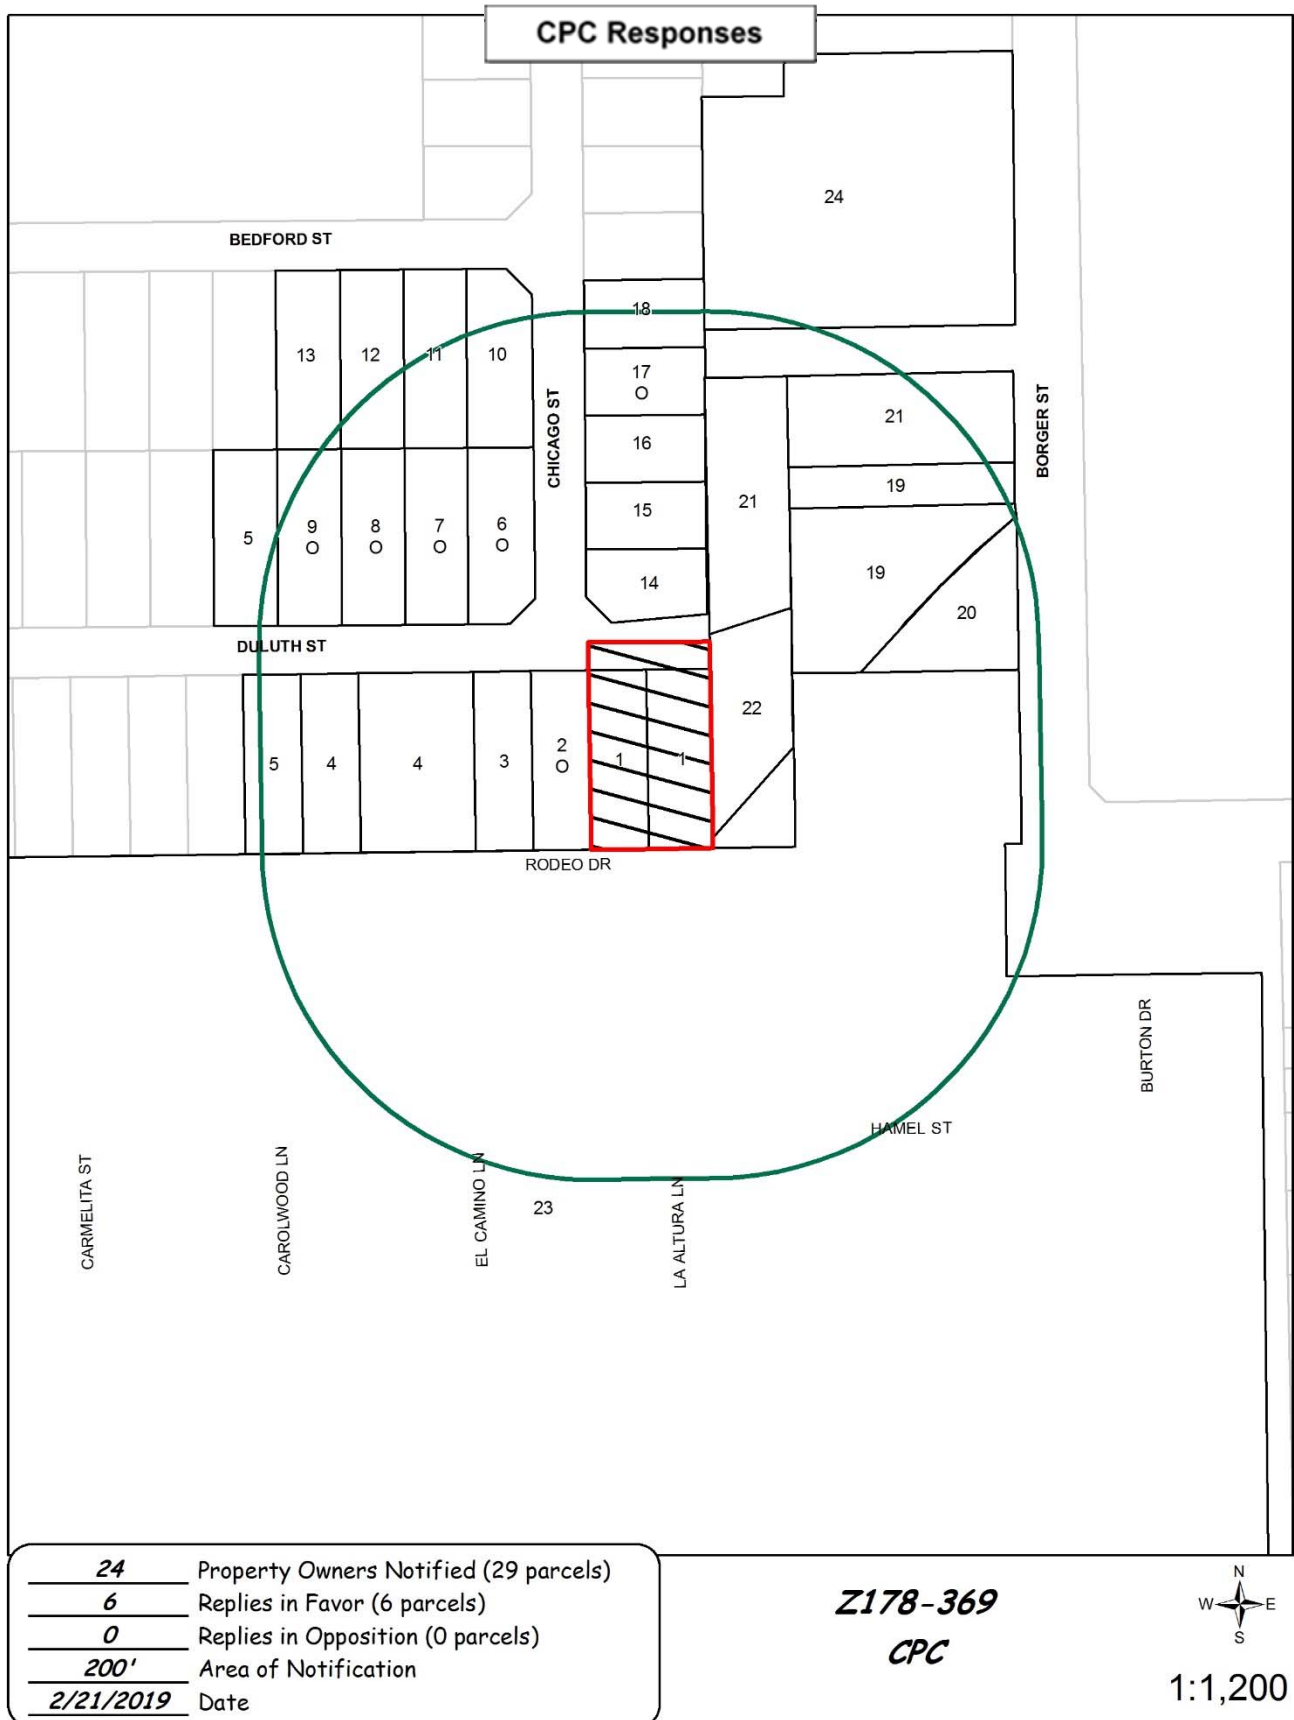 CPC Responses
24
BEDFORD ST
18
13
12
11
10
17
O
CHICAGO ST
BORGER ST
21
16
19
21
15
5
9
O
8
O
7
O
6
O
14
19
20
DULUTH ST
22
5
4
4
3
2
O
1
1
RODEO DR
BURTON DR
HAMEL ST
CARMELITA ST
CAROLWOOD LN
EL CAMINO LN
23
LA ALTURA LN
24 Property Owners Notified (29 parcels)
6 Replies in Favor (6 parcels)
0 Replies in Opposition (0 parcels)
200' Area of Notification
2/21/2019 Date
Z178-369
CPC
N
W E
S
1:1,200